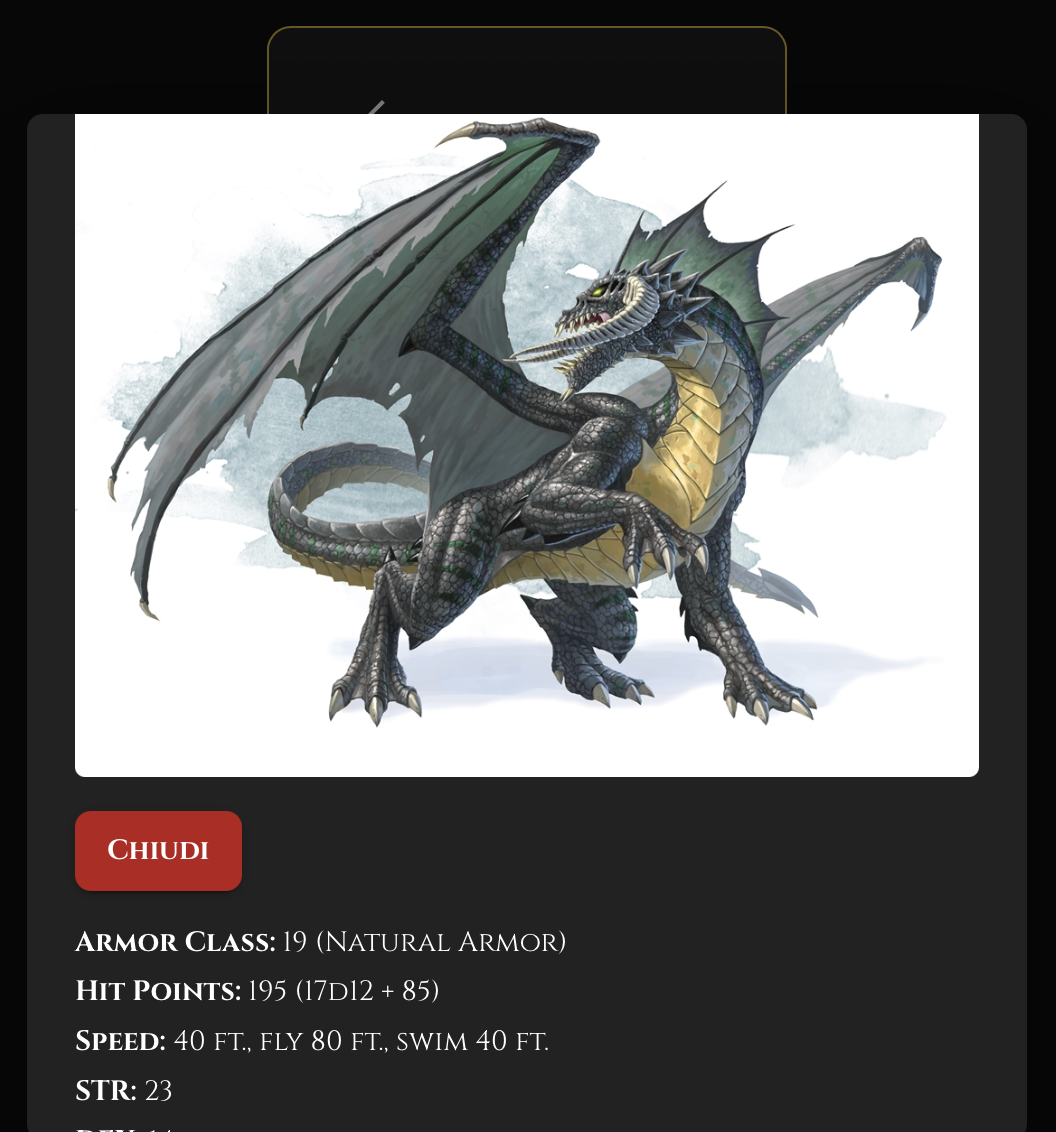 Chiudi
Armor Class: 19 (Natural Armor)
Hit Points: 195 (17d12 + 85)
Speed: 40 ft., fly 80 ft., swim 40 ft.
STR: 23